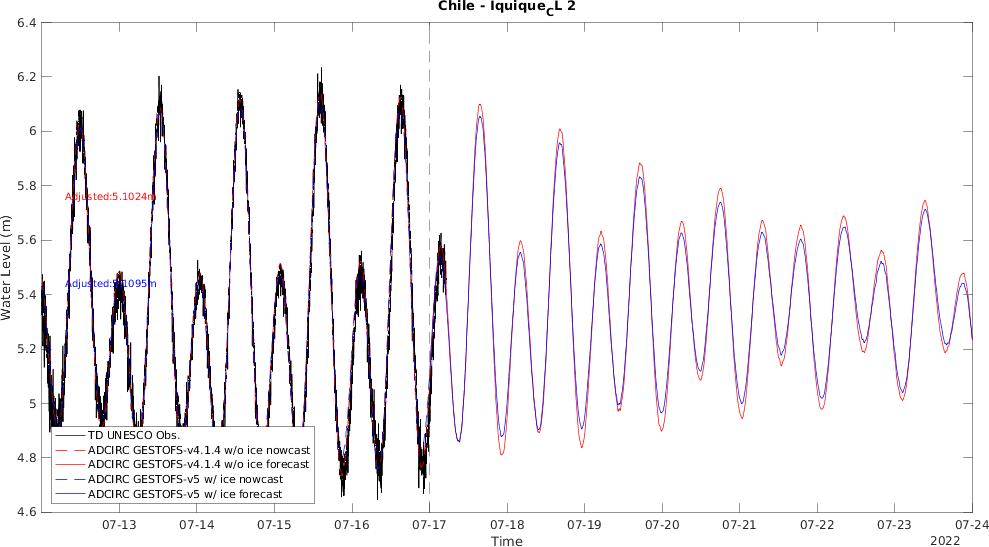 Chile - Iquique_CL 2
6.4
6.2
6
5.8
5.6
5.4
5.2
5
4.8
4.6
Water Level (m)
Adjusted:5.1024m
Adjusted:5.1095m
TD UNESCO Obs.
ADCIRC GESTOFS-v4.1.4 w/o ice nowcast
ADCIRC GESTOFS-v4.1.4 w/o ice forecast
ADCIRC GESTOFS-v5 w/ ice nowcast
ADCIRC GESTOFS-v5 w/ ice forecast
07-13 07-14 07-15 07-16 07-17 07-18 07-19 07-20 07-21 07-22 07-23 07-24
Time
2022